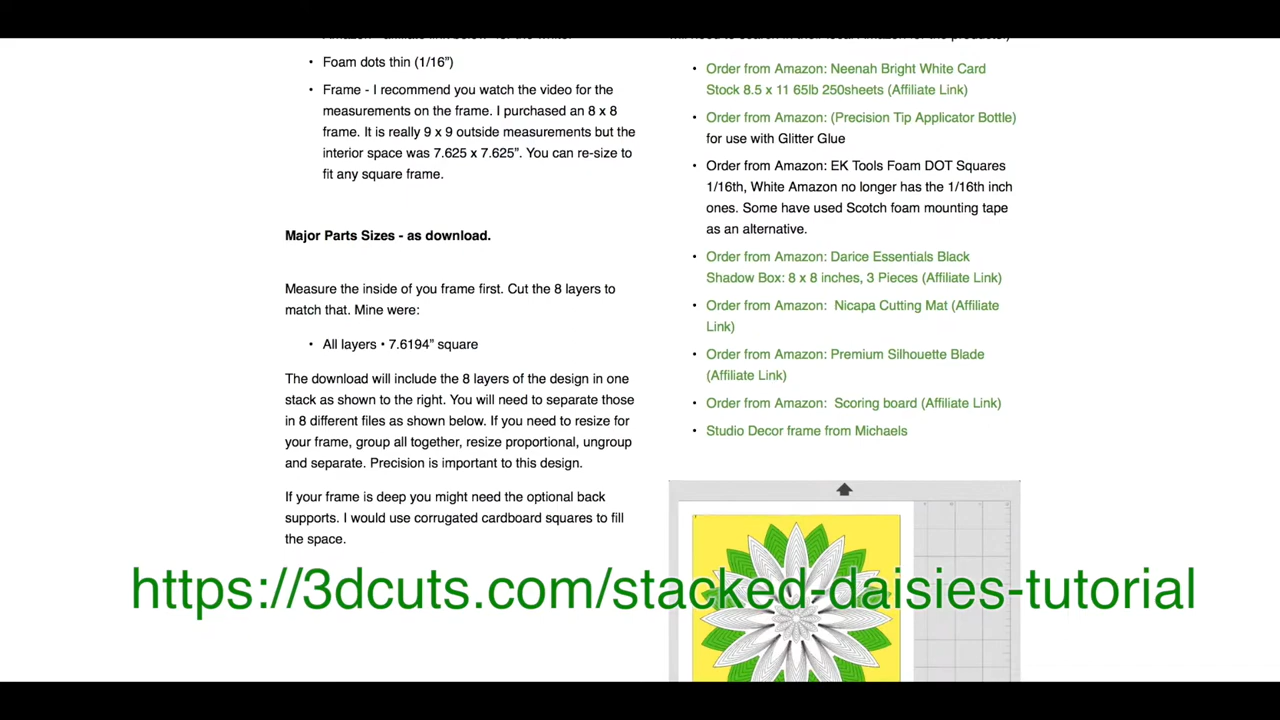 • Foam dots thin (1/16”)
• Frame - I recommend you watch the video for the
measurements on the frame. I purchased an 8 x 8
frame. It is really 9 x 9 outside measurements but the
interior space was 7.625 x 7.625”. You can re-size to
fit any square frame.
Major Parts Sizes - as download.
Measure the inside of you frame first. Cut the 8 layers to
match that. Mine were:
• All layers • 7.6194” square
The download will include the 8 layers of the design in one
stack as shown to the right. You will need to separate those
in 8 different files as shown below. If you need to resize for
your frame, group all together, resize proportional, ungroup
and separate. Precision is important to this design.
If your frame is deep you might need the optional back
supports. I would use corrugated cardboard squares to fill
the space.
• Order from Amazon: Neenah Bright White Card
Stock 8.5 x 11 65lb 250sheets (Affiliate Link)
• Order from Amazon: (Precision Tip Applicator Bottle)
for use with Glitter Glue
• Order from Amazon: EK Tools Foam DOT Squares
1/16th, White Amazon no longer has the 1/16th inch
ones. Some have used Scotch foam mounting tape
as an alternative.
• Order from Amazon: Darice Essentials Black
Shadow Box: 8 x 8 inches, 3 Pieces (Affiliate Link)
• Order from Amazon:  Nicapa Cutting Mat (Affiliate
Link)
• Order from Amazon: Premium Silhouette Blade
(Affiliate Link)
• Order from Amazon:  Scoring board (Affiliate Link)
• Studio Decor frame from Michaels
https://3dcuts.com/stacked-daisies-tutorial